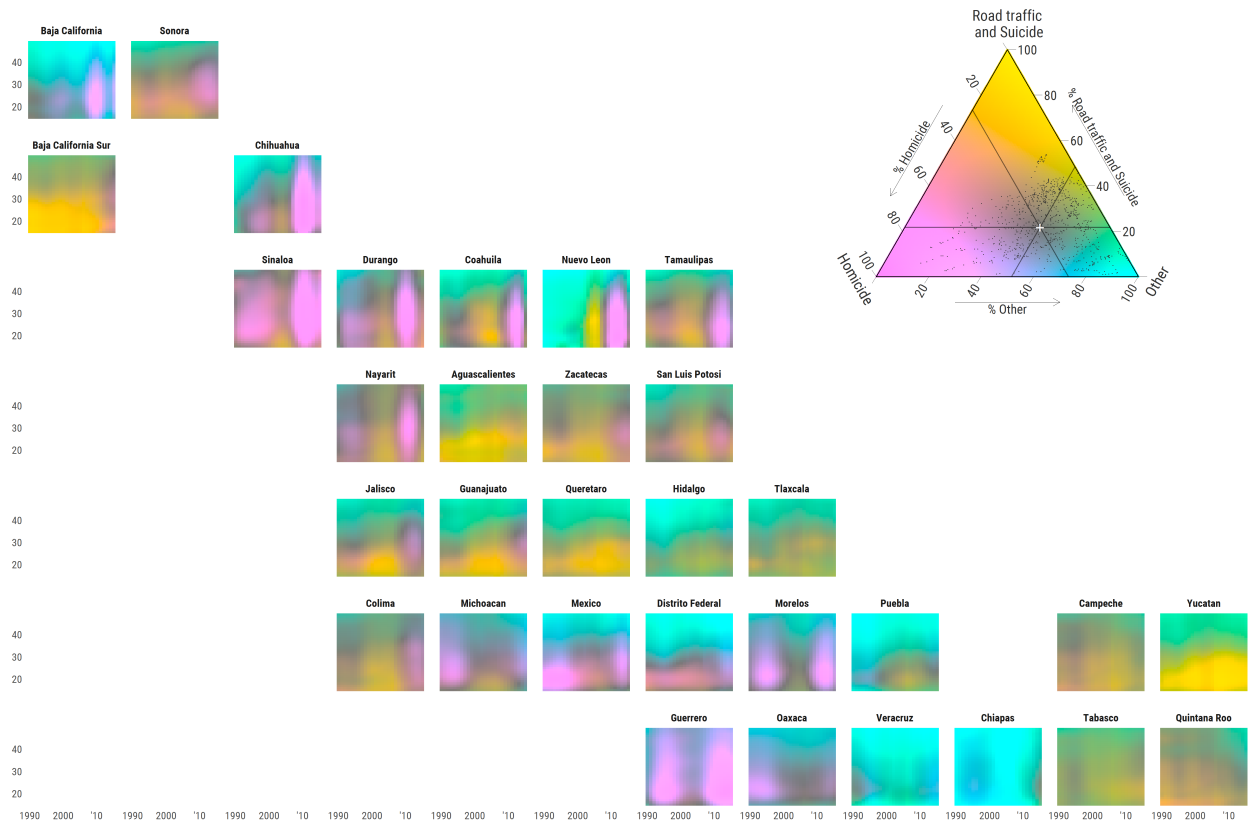 Road traffic
and Suicide
100
20
80
% Road traffic and Suicide
40
60
% Homicide
60
40
80
20
100
Homicide
20
40
60
80
100
Other
% Other
Baja California
Sonora
40
30
20
Baja California Sur
Chihuahua
40
30
20
Sinaloa
Durango
Coahuila
Nuevo Leon
Tamaulipas
40
30
20
Nayarit
Aguascalientes
Zacatecas
San Luis Potosi
40
30
20
Jalisco
Guanajuato
Queretaro
Hidalgo
Tlaxcala
40
30
20
Colima
Michoacan
Mexico
Distrito Federal
Morelos
Puebla
Campeche
Yucatan
40
30
20
Guerrero
Oaxaca
Veracruz
Chiapas
Tabasco
Quintana Roo
40
30
20
1990 2000 '10 1990 2000 '10 1990 2000 '10 1990 2000 '10 1990 2000 '10 1990 2000 '10 1990 2000 '10 1990 2000 '10 1990 2000 '10 1990 2000 '10 1990 2000 '10 1990 2000 '10